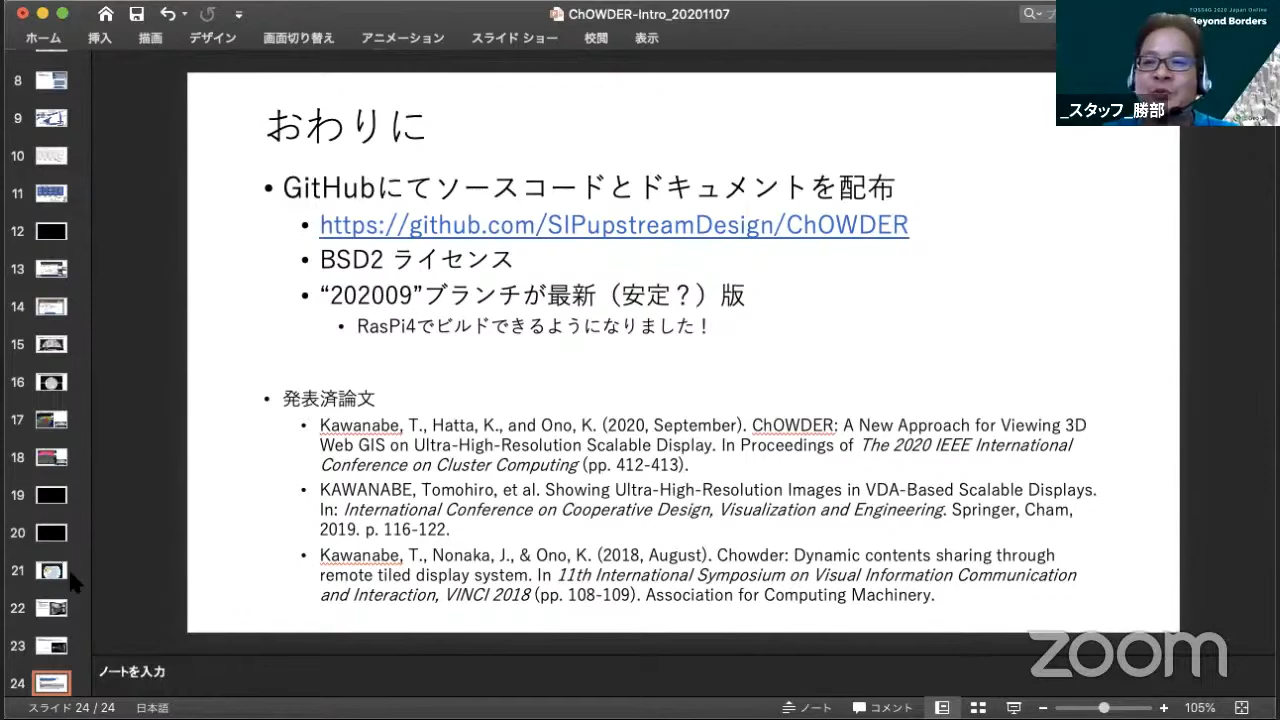 ChOWDER-Intro_20201107
ホーム 挿入 描画 デザイン 画面切り替え アニメーション スライド ショー 校閲 表示
FOSS4G 2020 Japan Online
Beyond Borders
_スタッフ_勝部
8
9
10
11
12
13
14
15
16
17
18
19
20
21
22
23
24
おわりに
• GitHubにてソースコードとドキュメントを配布
• https://github.com/SIPupstreamDesign/ChOWDER
• BSD2 ライセンス
• “202009”ブランチが最新（安定？）版
• RasPi4でビルドできるようになりました！
• 発表済論文
• Kawanabe, T., Hatta, K., and Ono, K. (2020, September). ChOWDER: A New Approach for Viewing 3D
Web GIS on Ultra-High-Resolution Scalable Display. In Proceedings of The 2020 IEEE International
Conference on Cluster Computing (pp. 412-413).
• KAWANABE, Tomohiro, et al. Showing Ultra-High-Resolution Images in VDA-Based Scalable Displays.
In: International Conference on Cooperative Design, Visualization and Engineering. Springer, Cham,
2019. p. 116-122.
• Kawanabe, T., Nonaka, J., & Ono, K. (2018, August). Chowder: Dynamic contents sharing through
remote tiled display system. In 11th International Symposium on Visual Information Communication
and Interaction, VINCI 2018 (pp. 108-109). Association for Computing Machinery.
zoom
ノートを入力
スライド 24 / 24 日本語 ノート コメント 105%